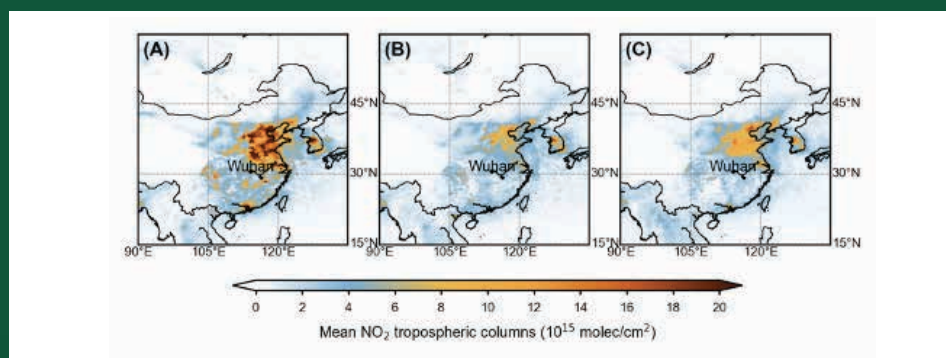 (A) (B) (C)
45°N 45°N 45°N
Wuhan Wuhan Wuhan
30°N 30°N 30°N
15°N 15°N 15°N
90°E 105°E 120°E 90°E 105°E 120°E 90°E 105°E 120°E
0 2 4 6 8 10 12 14 16 18 20
Mean NO₂ tropospheric columns (10¹⁵ molec/cm²)